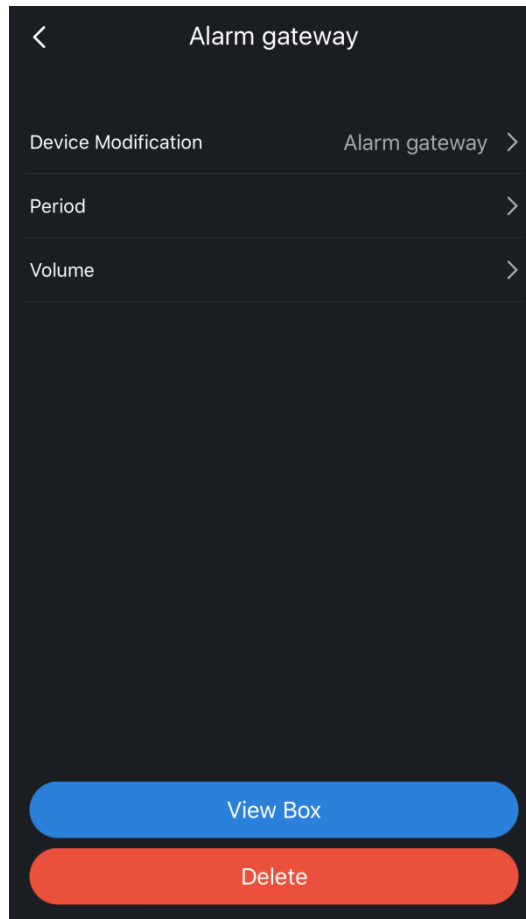 Alarm gateway
Device Modification Alarm gateway
Period
Volume
View Box
Delete